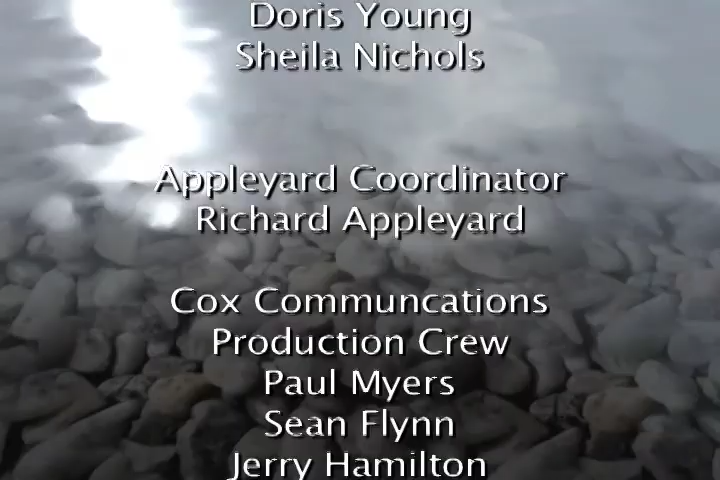 Doris Young
Sheila Nichols
Appleyard Coordinator
Richard Appleyard
Cox Communcations
Production Crew
Paul Myers
Sean Flynn
Jerry Hamilton